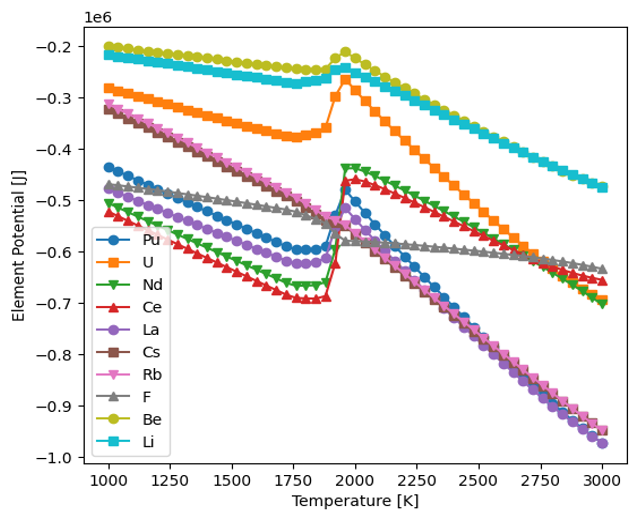 1e6
−0.2
−0.3
−0.4
−0.5
−0.6
−0.7
−0.8
−0.9
−1.0
Element Potential [J]
Pu
U
Nd
Ce
La
Cs
Rb
F
Be
Li
1000 1250 1500 1750 2000 2250 2500 2750 3000
Temperature [K]